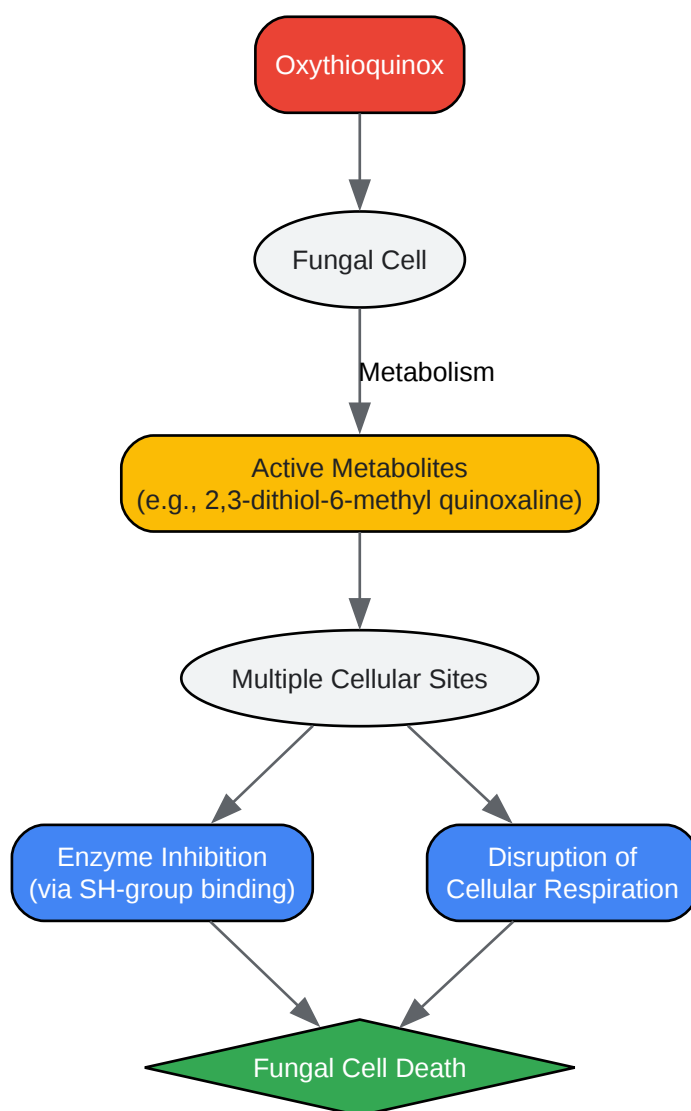 Oxythioquinox
Fungal Cell
Metabolism
Active Metabolites
(e.g., 2,3-dithiol-6-methyl quinoxaline)
Multiple Cellular Sites
Enzyme Inhibition
(via SH-group binding)
Disruption of
Cellular Respiration
Fungal Cell Death